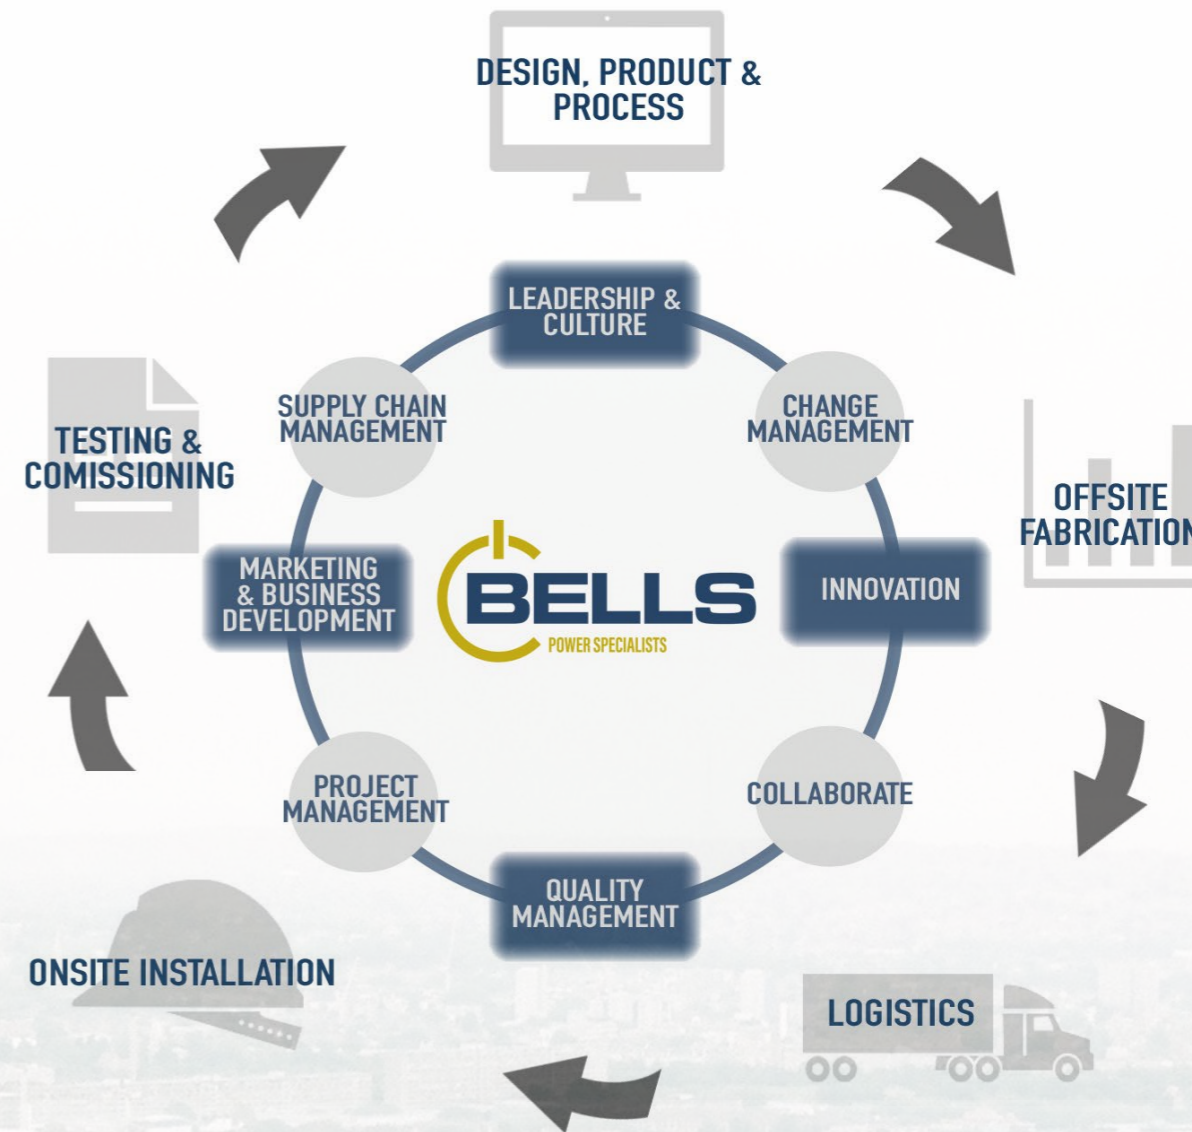 DESIGN, PRODUCT &
PROCESS
LEADERSHIP &
CULTURE
SUPPLY CHAIN
MANAGEMENT
CHANGE
MANAGEMENT
TESTING &
COMISSIONING
OFFSITE
FABRICATION
MARKETING
& BUSINESS
DEVELOPMENT
BELLS
POWER SPECIALISTS
INNOVATION
PROJECT
MANAGEMENT
COLLABORATE
QUALITY
MANAGEMENT
ONSITE INSTALLATION
LOGISTICS